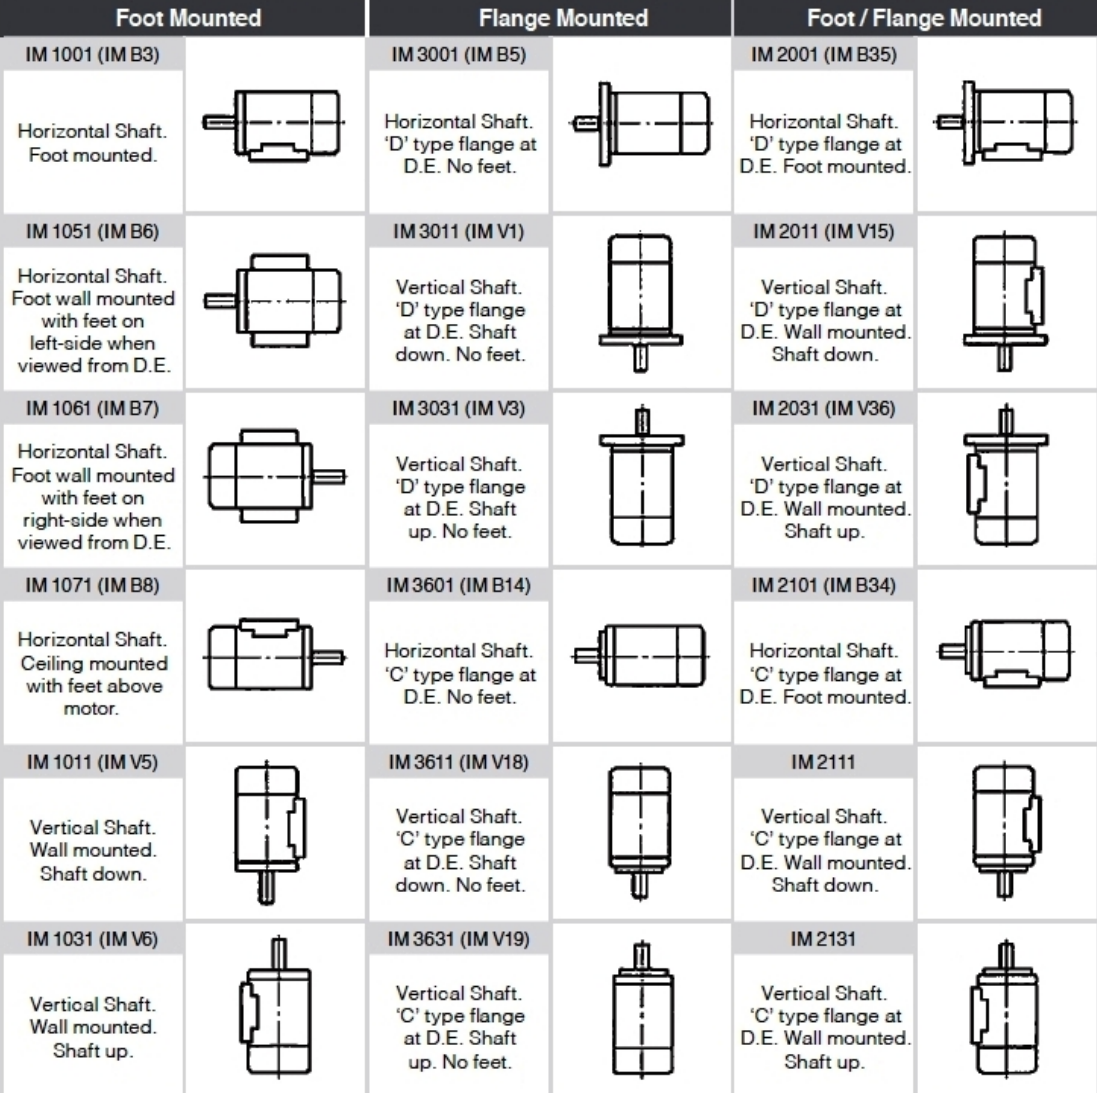 Foot Mounted
Flange Mounted
Foot / Flange Mounted
IM 1001 (IM B3)
IM 3001 (IM B5)
IM 2001 (IM B35)
Horizontal Shaft.
Foot mounted.
Horizontal Shaft.
‘D’ type flange at
D.E. No feet.
Horizontal Shaft.
‘D’ type flange at
D.E. Foot mounted.
IM 1051 (IM B6)
IM 3011 (IM V1)
IM 2011 (IM V15)
Horizontal Shaft.
Foot wall mounted
with feet on
left-side when
viewed from D.E.
Vertical Shaft.
‘D’ type flange
at D.E. Shaft
down. No feet.
Vertical Shaft.
‘D’ type flange at
D.E. Wall mounted.
Shaft down.
IM 1061 (IM B7)
IM 3031 (IM V3)
IM 2031 (IM V36)
Horizontal Shaft.
Foot wall mounted
with feet on
right-side when
viewed from D.E.
Vertical Shaft.
‘D’ type flange
at D.E. Shaft
up. No feet.
Vertical Shaft.
‘D’ type flange at
D.E. Wall mounted.
Shaft up.
IM 1071 (IM B8)
IM 3601 (IM B14)
IM 2101 (IM B34)
Horizontal Shaft.
Ceiling mounted
with feet above
motor.
Horizontal Shaft.
‘C’ type flange at
D.E. No feet.
Horizontal Shaft.
‘C’ type flange at
D.E. Foot mounted.
IM 1011 (IM V5)
IM 3611 (IM V18)
IM 2111
Vertical Shaft.
Wall mounted.
Shaft down.
Vertical Shaft.
‘C’ type flange
at D.E. Shaft
down. No feet.
Vertical Shaft.
‘C’ type flange at
D.E. Wall mounted.
Shaft down.
IM 1031 (IM V6)
IM 3631 (IM V19)
IM 2131
Vertical Shaft.
Wall mounted.
Shaft up.
Vertical Shaft.
‘C’ type flange
at D.E. Shaft
up. No feet.
Vertical Shaft.
‘C’ type flange at
D.E. Wall mounted.
Shaft up.